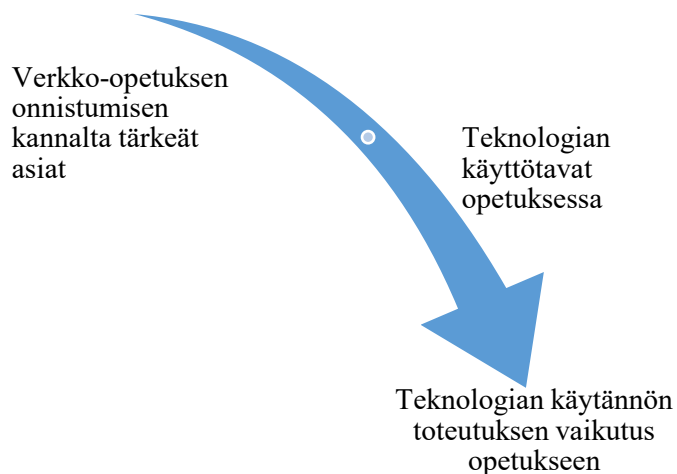 Verkko-opetuksen
onnistumisen
kannalta tärkeät
asiat
Teknologian
käyttötavat
opetuksessa
Teknologian käytännön
toteutuksen vaikutus
opetukseen